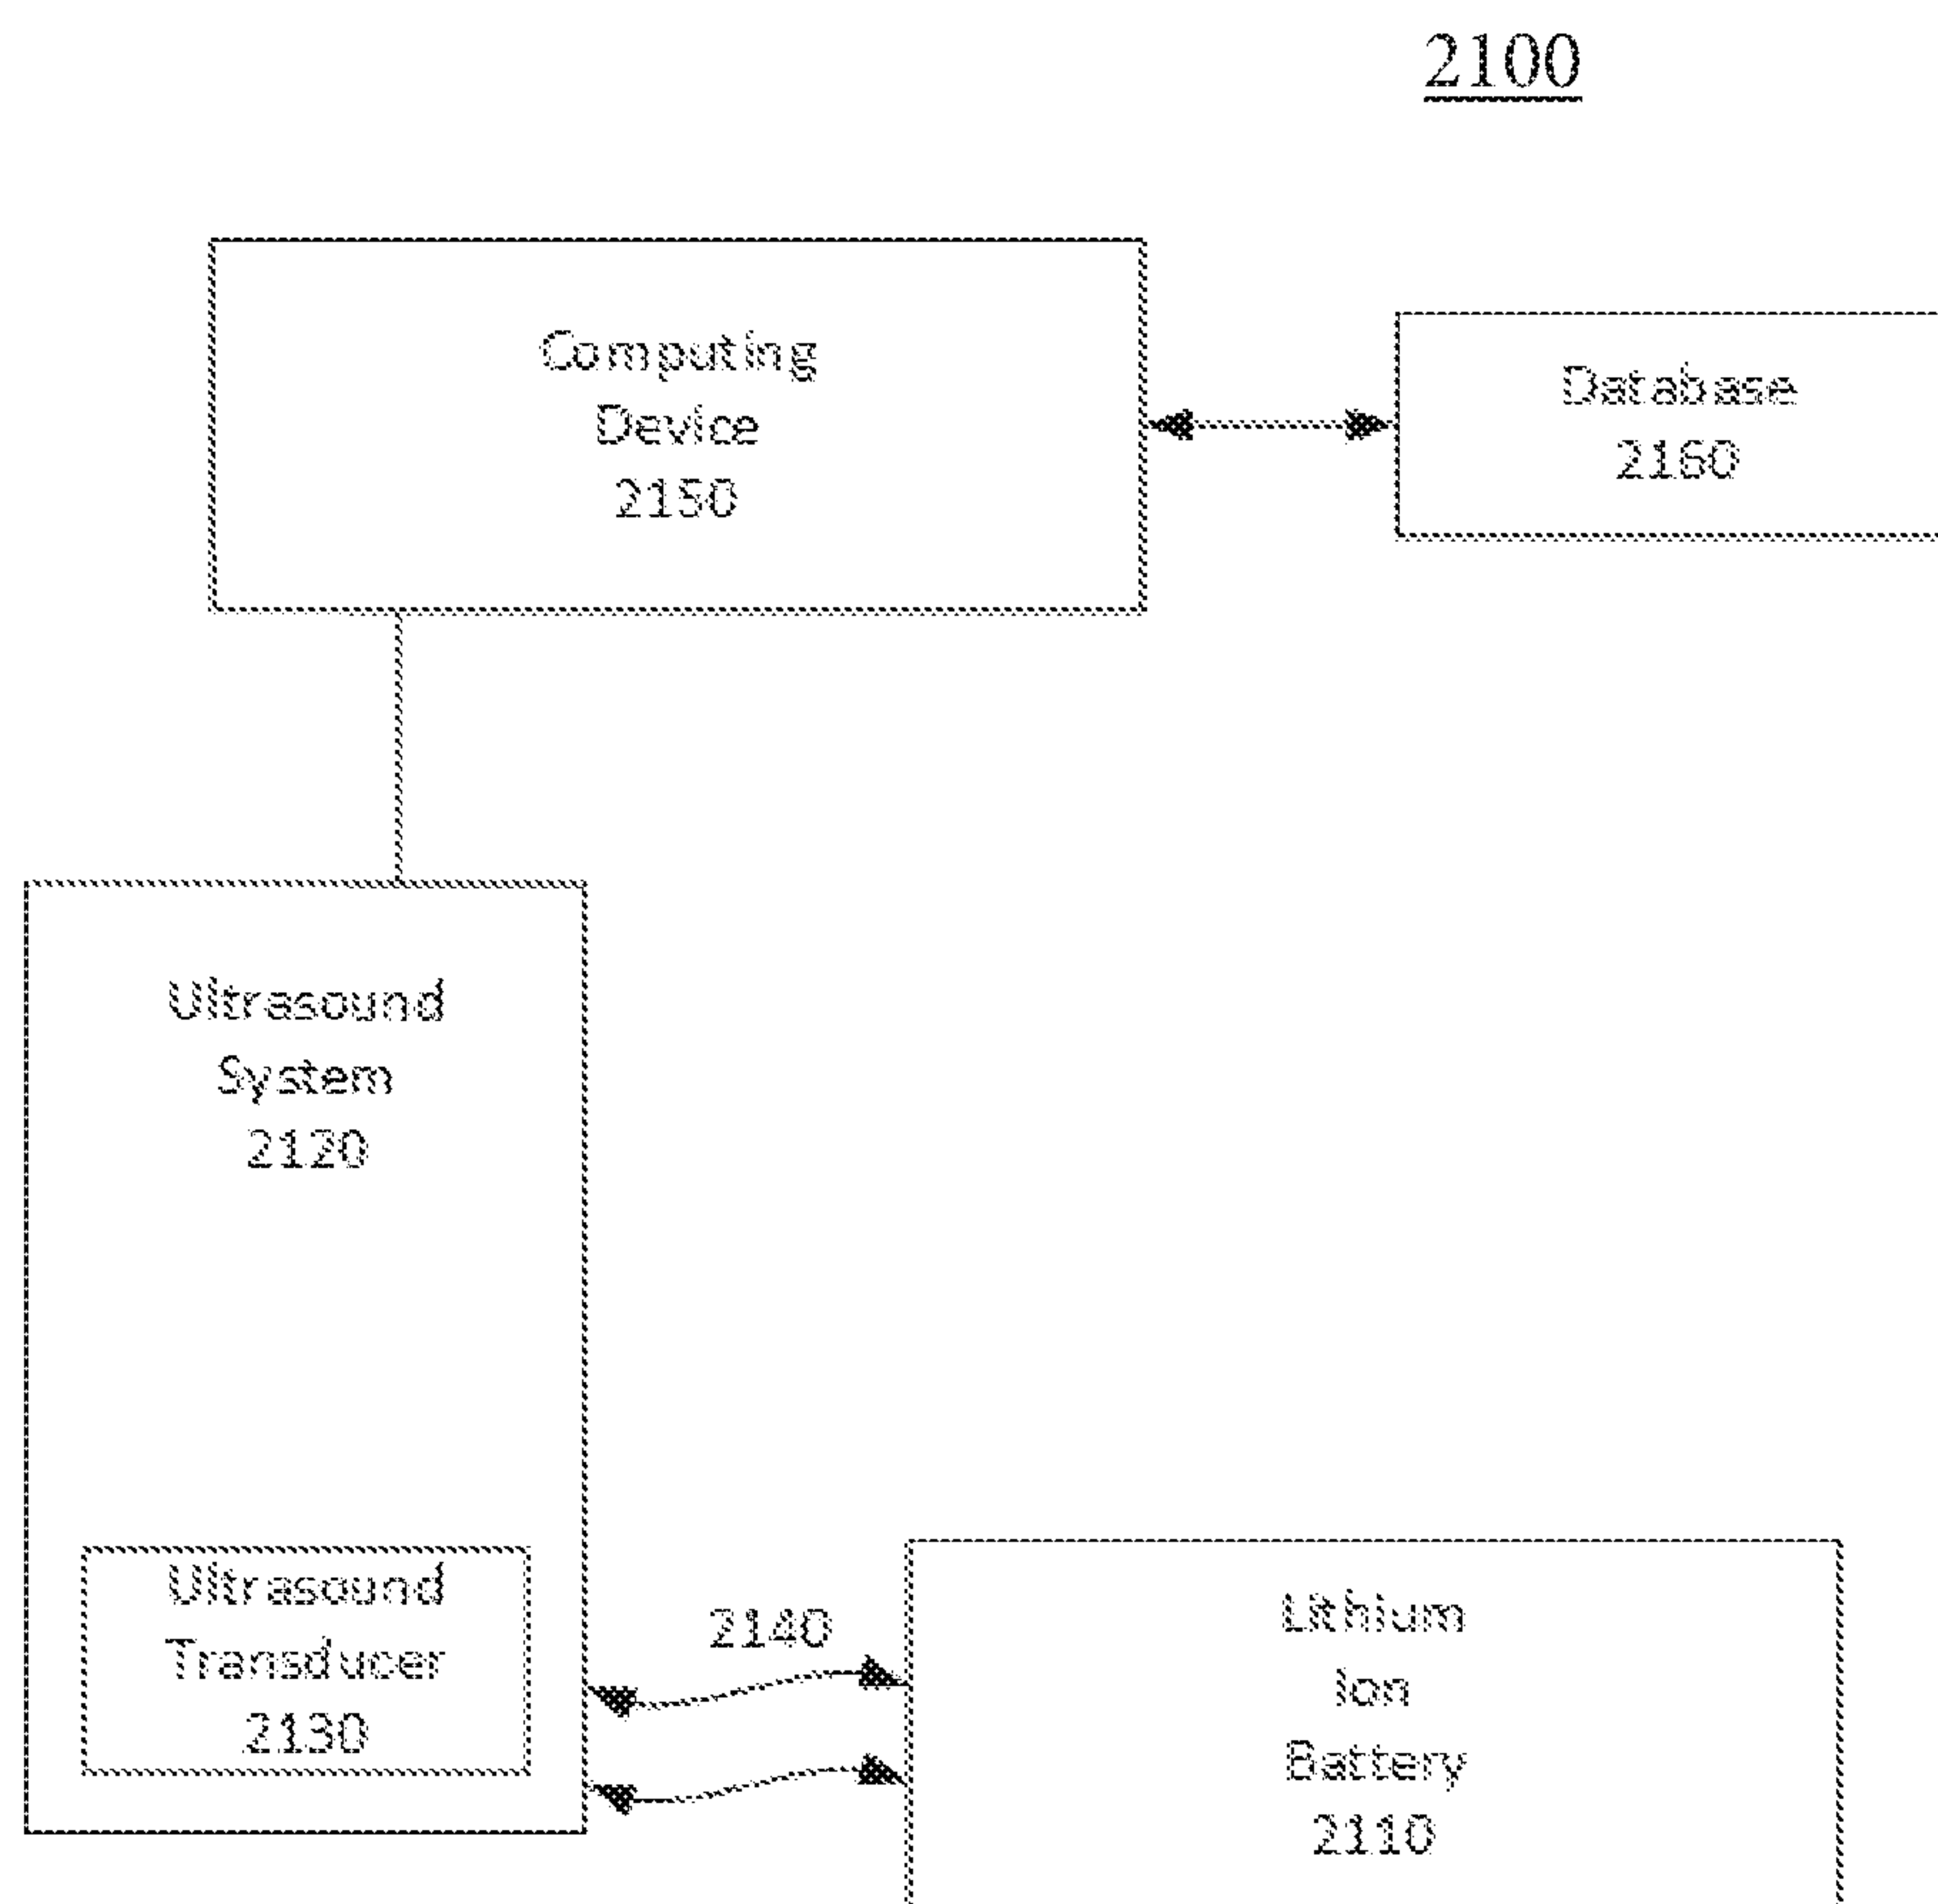 2100
Computing
Device
2150
Database
2160
Ultrasound
System
2120
Ultrasound
Transducer
2130
2140
Lithium
Ion
Battery
2110